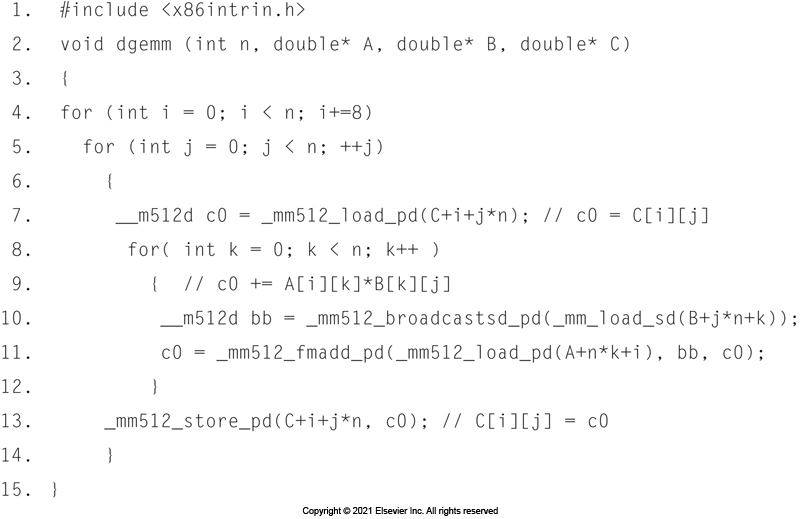 1. #include <x86intrin.h>
2. void dgemm (int n, double* A, double* B, double* C)
3. {
4. for (int i = 0; i < n; i+=8)
5. for (int j = 0; j < n; ++j)
6. {
7. __m512d c0 = _mm512_load_pd(C+i+j*n); // c0 = C[i][j]
8. for( int k = 0; k < n; k++ )
9. { // c0 += A[i][k]*B[k][j]
10. __m512d bb = _mm512_broadcastsd_pd(_mm_load_sd(B+j*n+k));
11. c0 = _mm512_fmadd_pd(_mm512_load_pd(A+n*k+i), bb, c0);
12. }
13. _mm512_store_pd(C+i+j*n, c0); // C[i][j] = c0
14. }
15. }
Copyright © 2021 Elsevier Inc. All rights reserved